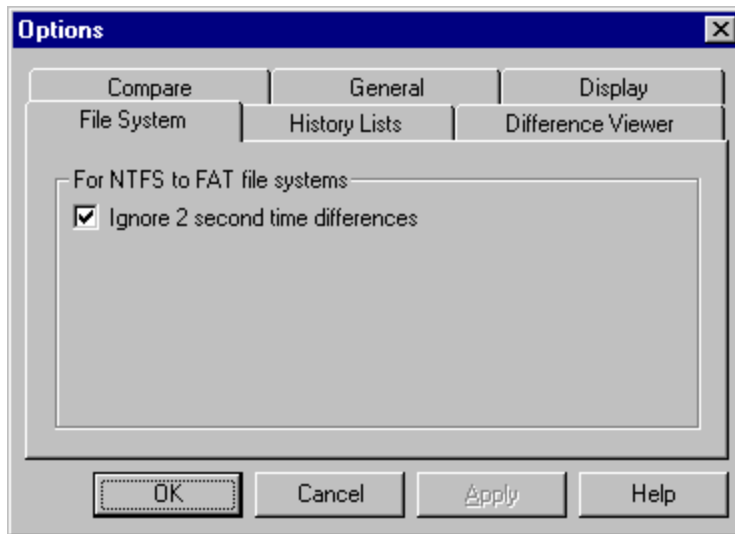 Options
Compare General Display
File System History Lists Difference Viewer
For NTFS to FAT file systems
Ignore 2 second time differences
OK Cancel Apply Help